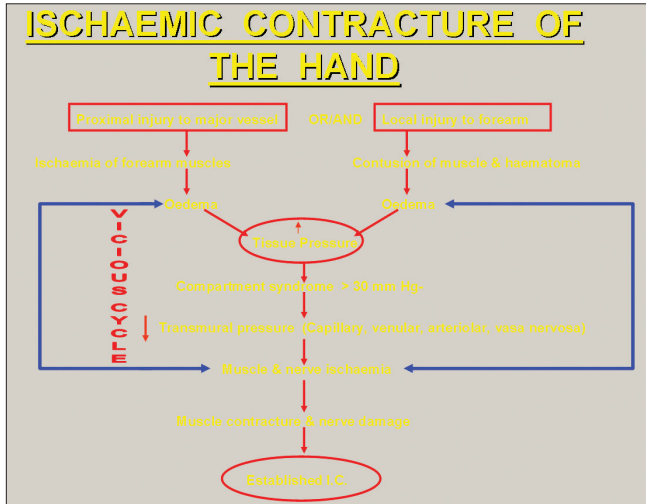 ISCHAEMIC CONTRACTURE OF
THE HAND
Proximal injury to major vessel OR\AND Local injury to forearm
Ischaemia of forearm muscles Contusion of muscle & haematoma
Oedema Oedema
VICIOUS CYCLE
↑
Tissue Pressure
Compartment syndrome > 30 mm Hg.
↓ Transmural pressure (Capillary, venular, arteriolar, vasa nervosa)
Muscle & nerve ischaemia
Muscle contracture & nerve damage
Established I.C.